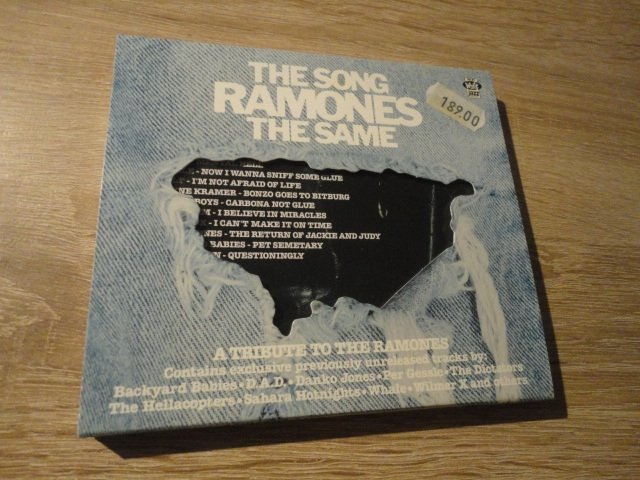 THE SONG
RAMONES
THE SAME
189.00
- NOW I WANNA SNIFF SOME GLUE
- I'M NOT AFRAID OF LIFE
NE KRAMER - BONZO GOES TO BITBURG
BOYS - CARBONA NOT GLUE
M - I BELIEVE IN MIRACLES
- I CAN'T MAKE IT ON TIME
NES - THE RETURN OF JACKIE AND JUDY
BABIES - PET SEMETARY
N - QUESTIONINGLY
A TRIBUTE TO THE RAMONES
Contains exclusive previously unreleased tracks by:
Backyard Babies • D.A.D. • Danko Jones • Per Gessle • The Dictators
The Hellacopters • Sahara Hotnights • Whale • Wilmer X and others